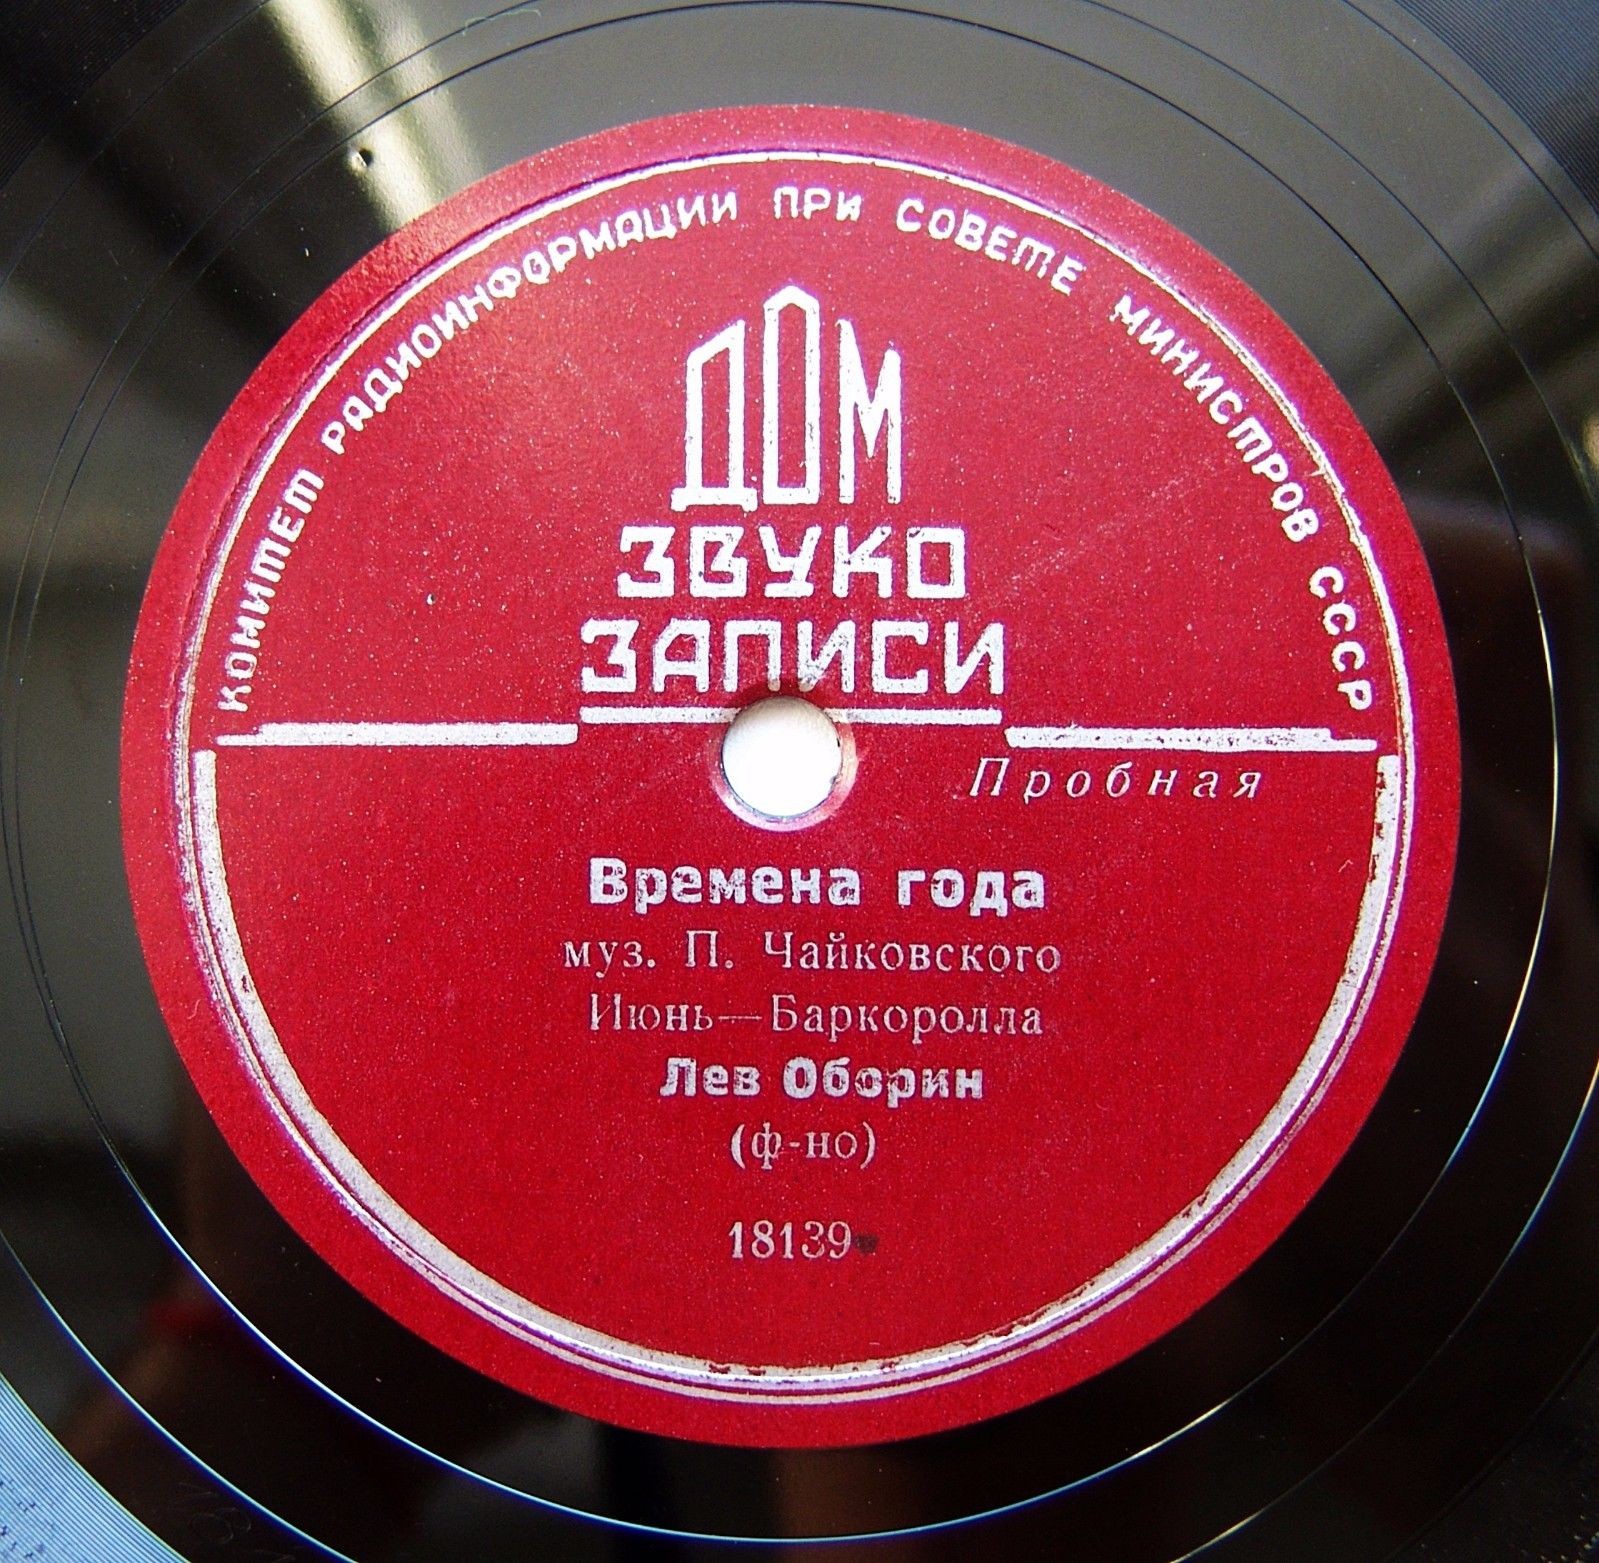 КОМИТЕТ РАДИОИНФОРМАЦИИ ПРИ СОВЕТЕ МИНИСТРОВ СССР
ДОМ
ЗВУКО
ЗАПИСИ
Пробная
Времена года
муз. П. Чайковского
Июнь—Баркоролла
Лев Оборин
(ф-но)
18139